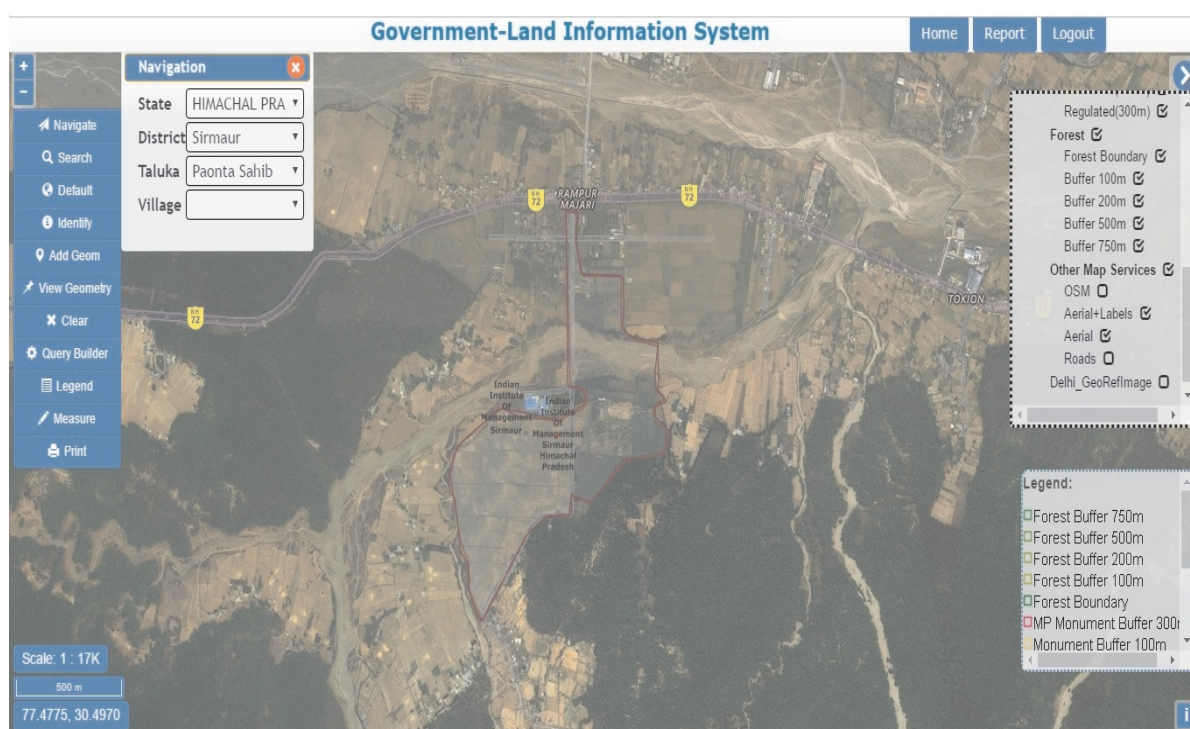 Government-Land Information System
Home
Report
Logout
+
-
Navigate
Search
Default
Identify
Add Geom
View Geometry
Clear
Query Builder
Legend
Measure
Print
Navigation
State HIMACHAL PRA
District Sirmaur
Taluka Paonta Sahib
Village
NH
72
RAMPUR
MAJARI
NH
72
NH
72
TOKION
Indian
Institute
Of
Management
Sirmaur
Indian
Institute
Of
Management
Sirmaur
Himachal
Pradesh
Regulated(300m)
Forest
Forest Boundary
Buffer 100m
Buffer 200m
Buffer 500m
Buffer 750m
Other Map Services
OSM
Aerial+Labels
Aerial
Roads
Delhi_GeoRefImage
Legend:
Forest Buffer 750m
Forest Buffer 500m
Forest Buffer 200m
Forest Buffer 100m
Forest Boundary
MP Monument Buffer 300
Monument Buffer 100m
Scale: 1 : 17K
500 m
77.4775, 30.4970
i